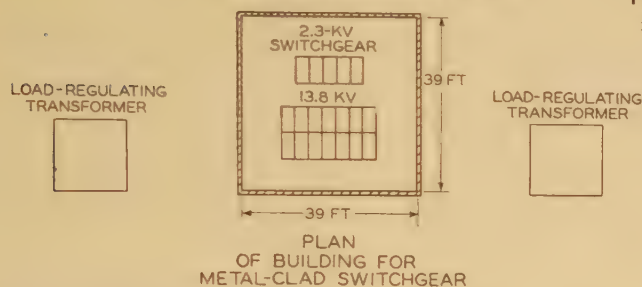 2.3-KV
SWITCHGEAR
39 FT
LOAD-REGULATING
TRANSFORMER
13.8 KV
LOAD-REGULATING
TRANSFORMER
39 FT
PLAN
OF BUILDING FOR
METAL-CLAD SWITCHGEAR